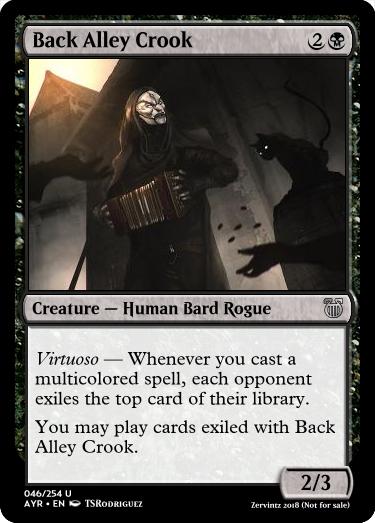 Back Alley Crook 2
Creature — Human Bard Rogue
Virtuoso — Whenever you cast a
multicolored spell, each opponent
exiles the top card of their library.
You may play cards exiled with Back
Alley Crook.
2/3
046/254 U
AYR • EN TSRodriguez
Zervintz 2018 (Not for sale)